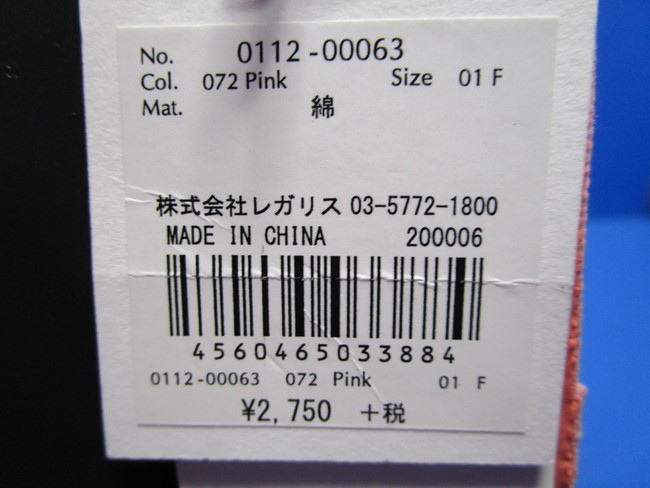 No. 0112-00063
Col. 072 Pink Size 01 F
Mat. 綿
株式会社レガリス 03-5772-1800
MADE IN CHINA 200006
4560465033884
0112-00063 072 Pink 01 F
¥2,750 +税